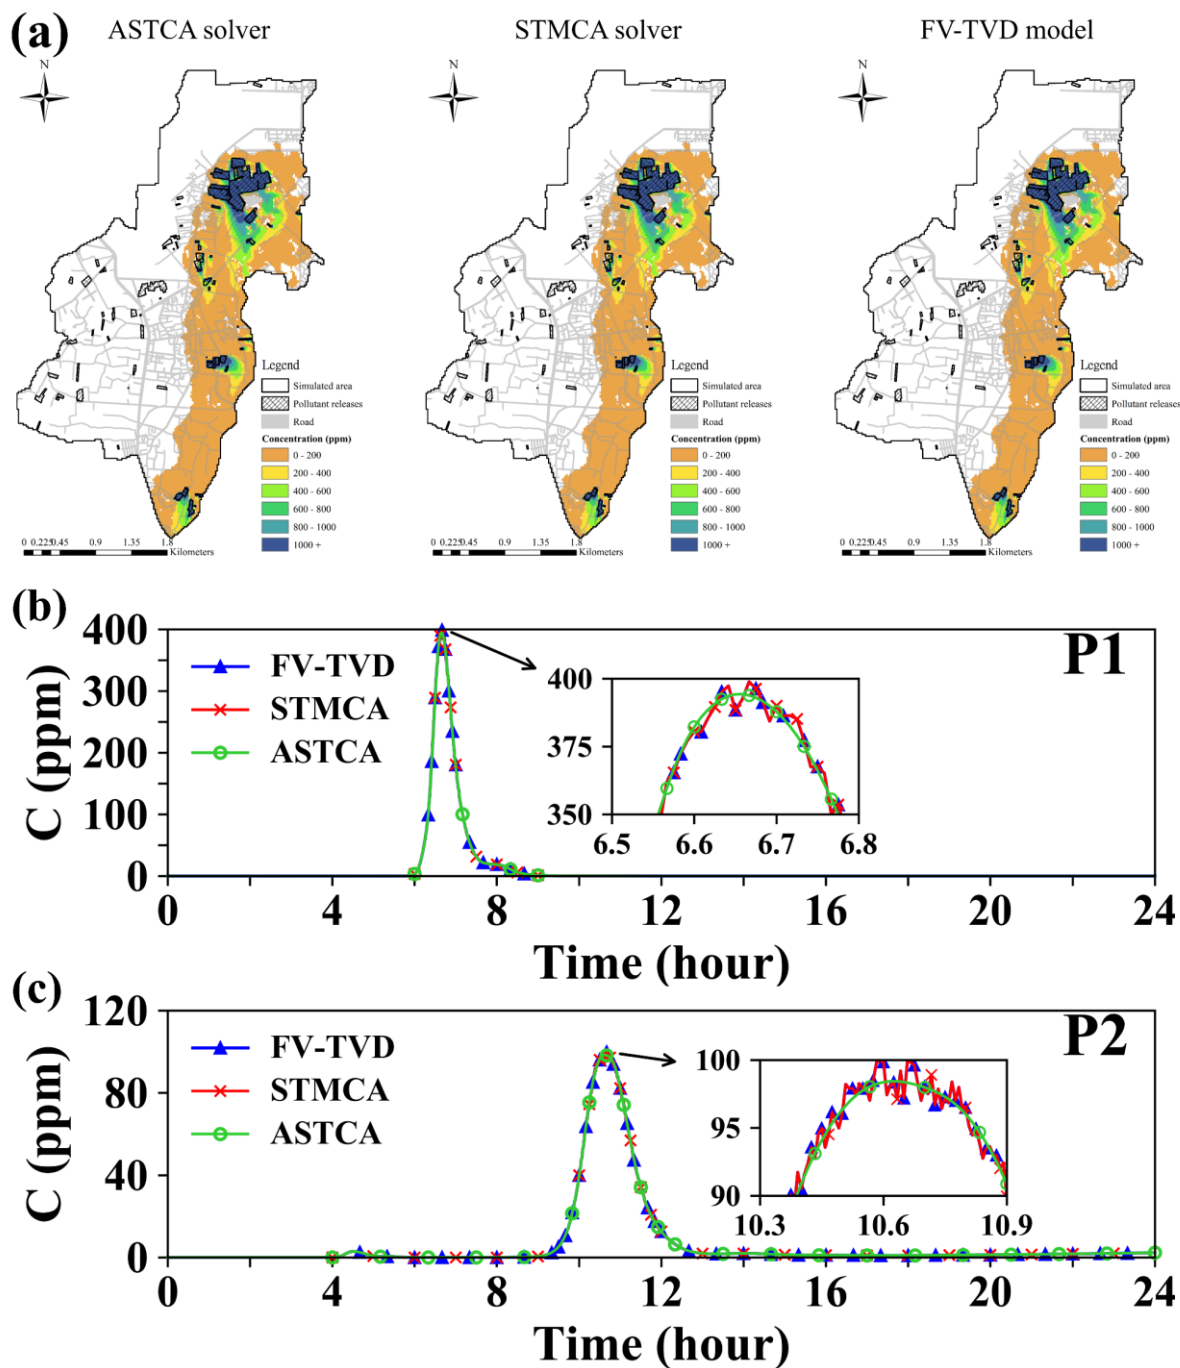 (a)
ASTCA solver
STMCA solver
FV-TVD model
N
N
N
Legend
Simulated area
Pollutant releases
Road
Concentration (ppm)
0 - 200
200 - 400
400 - 600
600 - 800
800 - 1000
1000 +
0 0.225 0.45 0.9 1.35 1.8
Kilometers
Legend
Simulated area
Pollutant releases
Road
Concentration (ppm)
0 - 200
200 - 400
400 - 600
600 - 800
800 - 1000
1000 +
0 0.225 0.45 0.9 1.35 1.8
Kilometers
Legend
Simulated area
Pollutant releases
Road
Concentration (ppm)
0 - 200
200 - 400
400 - 600
600 - 800
800 - 1000
1000 +
0 0.225 0.45 0.9 1.35 1.8
Kilometers
(b)
P1
C (ppm)
400
300
200
100
0
FV-TVD
STMCA
ASTCA
400
375
350
6.5 6.6 6.7 6.8
0 4 8 12 16 20 24
Time (hour)
(c)
P2
C (ppm)
120
80
40
0
FV-TVD
STMCA
ASTCA
100
95
90
10.3 10.6 10.9
0 4 8 12 16 20 24
Time (hour)